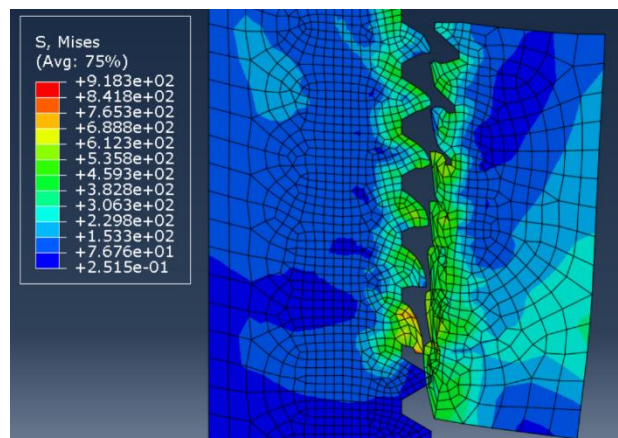 S, Mises
(Avg: 75%)
+9.183e+02
+8.418e+02
+7.653e+02
+6.888e+02
+6.123e+02
+5.358e+02
+4.593e+02
+3.828e+02
+3.063e+02
+2.298e+02
+1.533e+02
+7.676e+01
+2.515e-01